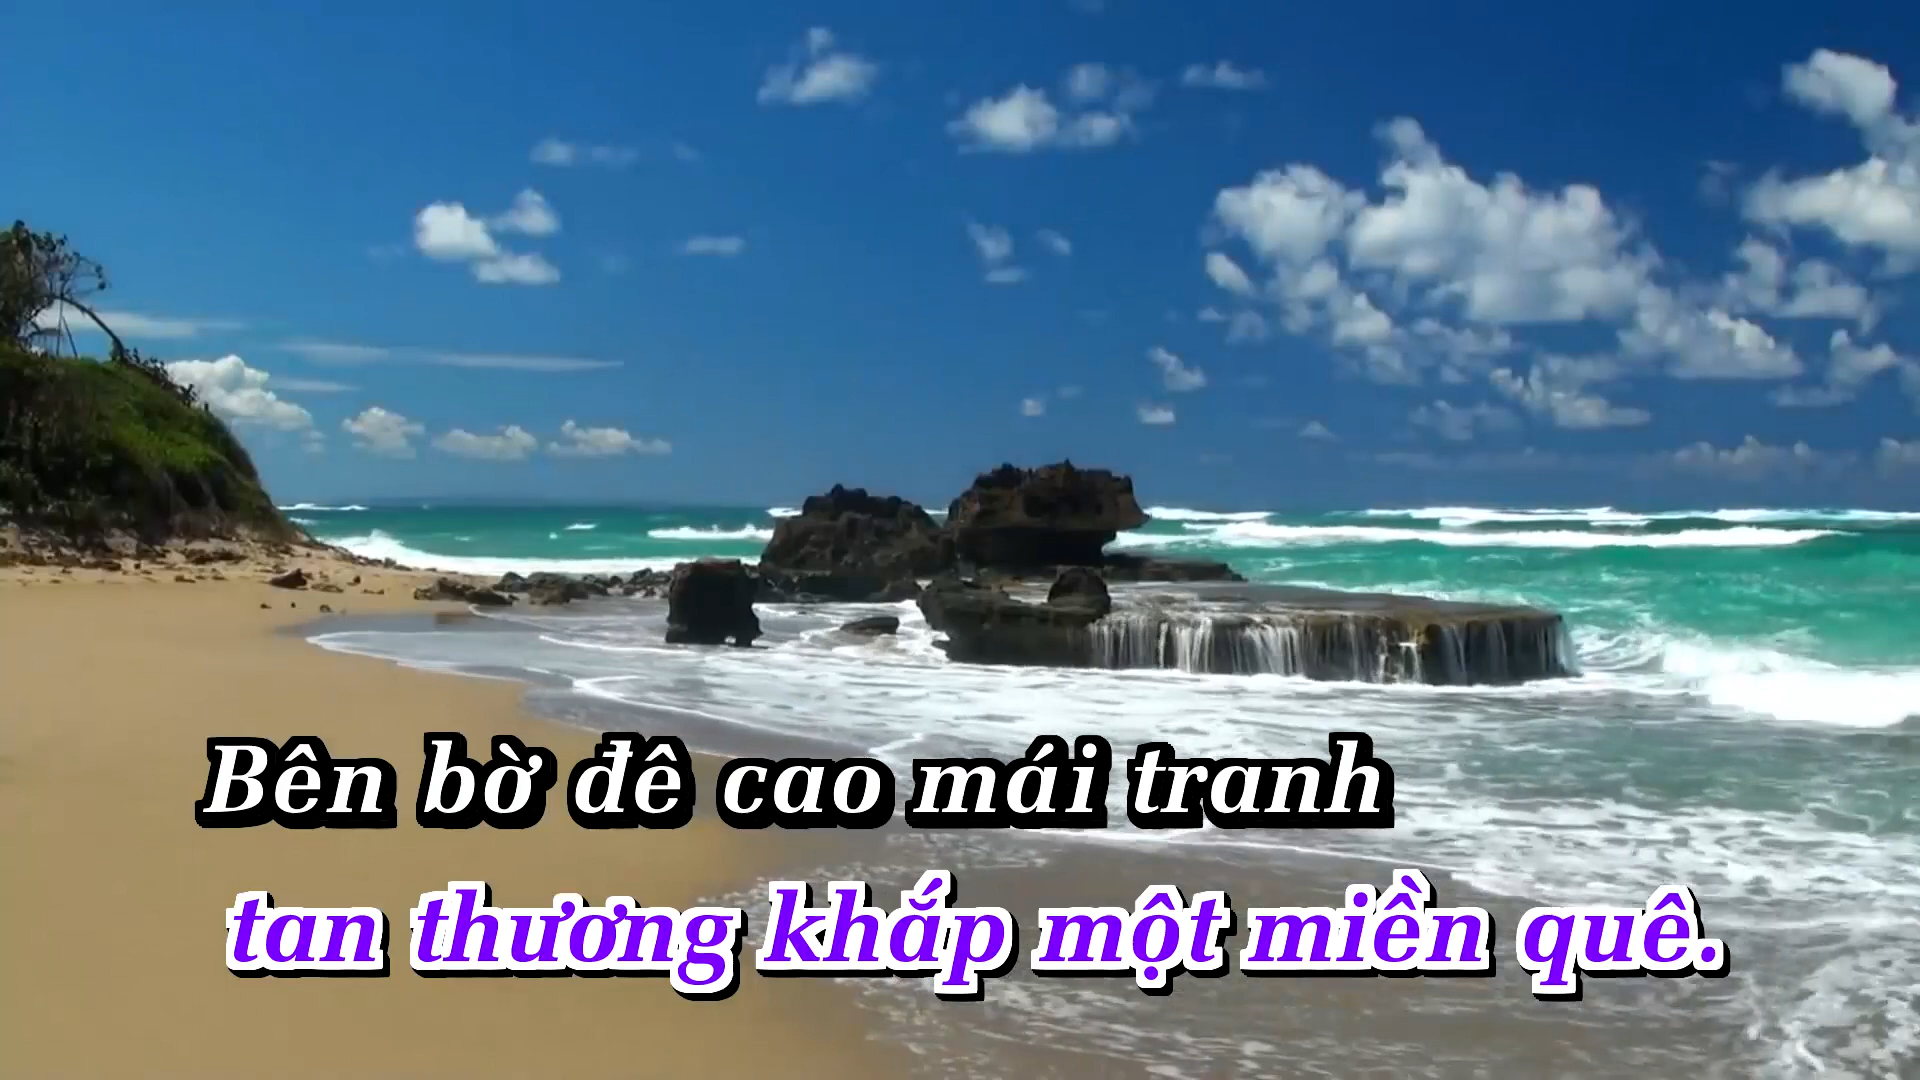 Bên bờ đê cao mái tranh
tan thương khắp một miền quê.